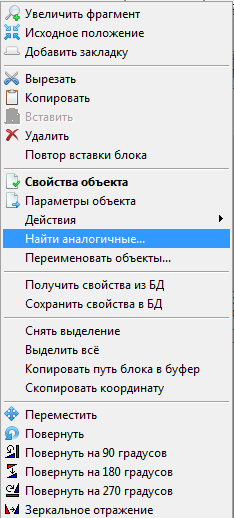 Увеличить фрагмент
Исходное положение
Добавить закладку
Вырезать
Копировать
Вставить
Удалить
Повтор вставки блока
Свойства объекта
Параметры объекта
Действия
Найти аналогичные...
Переименовать объекты...
Получить свойства из БД
Сохранить свойства в БД
Снять выделение
Выделить всё
Копировать путь блока в буфер
Скопировать координату
Переместить
Повернуть
Повернуть на 90 градусов
Повернуть на 180 градусов
Повернуть на 270 градусов
Зеркальное отражение